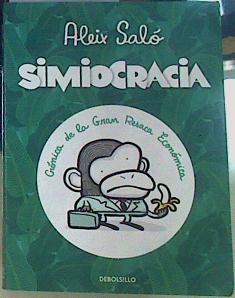 Aleix Saló
SIMIOCRACIA
Crónica de la Gran Resaca Económica
DEBOLSILLO